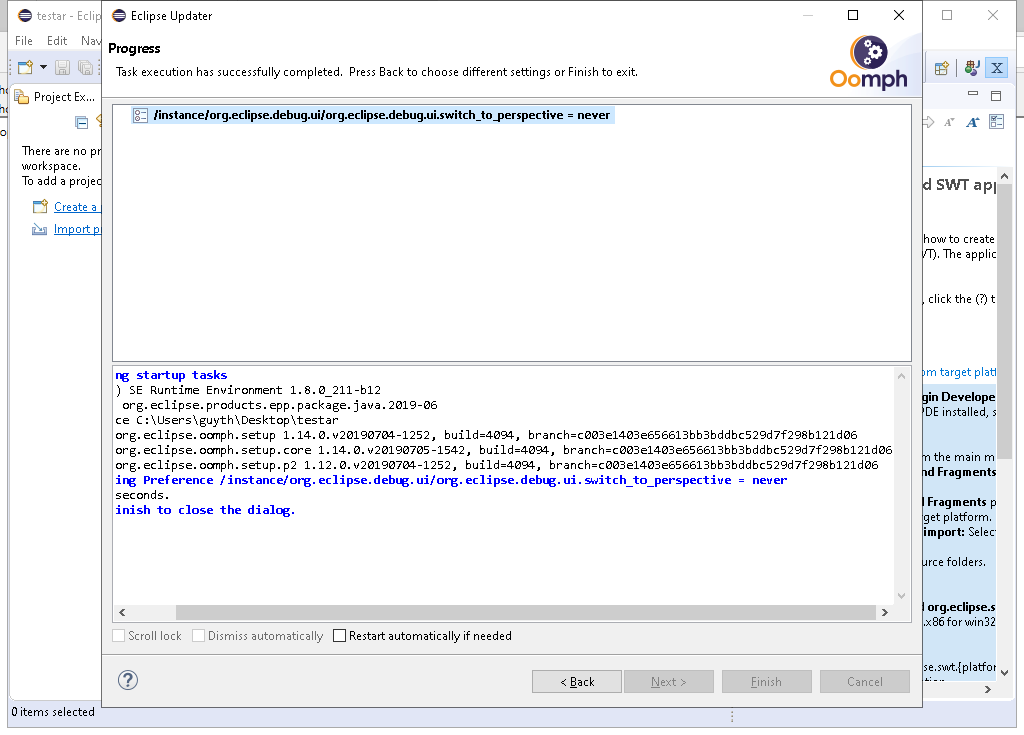 testar - Eclip
Eclipse Updater
File Edit Nav
Progress
Task execution has successfully completed. Press Back to choose different settings or Finish to exit.
Oomph
Project Ex...
/instance/org.eclipse.debug.ui/org.eclipse.debug.ui.switch_to_perspective = never
There are no pr
workspace.
To add a projec
Create a
Import pr
d SWT app
how to create
VT). The applic
, click the (?) t
om target platf
gin Develope
PDE installed, s
m the main m
nd Fragments
l Fragments p
get platform.
import: Selec
urce folders.
d org.eclipse.s
.x86 for win32
se.swt.{platfor
ng startup tasks
) SE Runtime Environment 1.8.0_211-b12
org.eclipse.products.epp.package.java.2019-06
ce C:\Users\guyth\Desktop\testar
org.eclipse.oomph.setup 1.14.0.v20190704-1252, build=4094, branch=c003e1403e656613bb3bddbc529d7f298b121d06
org.eclipse.oomph.setup.core 1.14.0.v20190705-1542, build=4094, branch=c003e1403e656613bb3bddbc529d7f298b121d06
org.eclipse.oomph.setup.p2 1.12.0.v20190704-1252, build=4094, branch=c003e1403e656613bb3bddbc529d7f298b121d06
ing Preference /instance/org.eclipse.debug.ui/org.eclipse.debug.ui.switch_to_perspective = never
seconds.
inish to close the dialog.
Scroll lock Dismiss automatically Restart automatically if needed
< Back Next > Finish Cancel
0 items selected